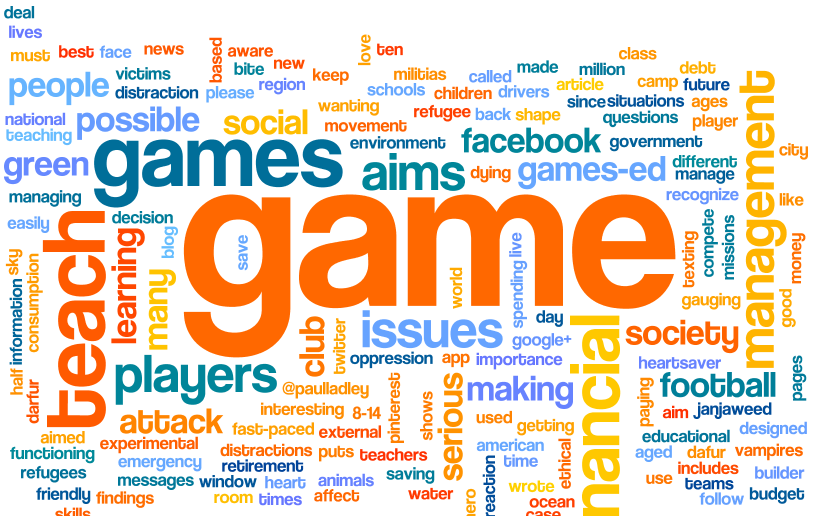 deal
lives
must best face news
based
aware
love
ten
class
people
victims
bite
new
keep
militias
called
made
million
debt
distraction
please
region
schools
children
drivers
article
camp
future
national
possible
social
wanting
refugee
back
shape
since
situations
ages
teaching
movement
questions
player
green
games
environment
facebook
government
management
city
aims
dying
games-ed
different
manage
managing
game
recognize
like
easily
teach
decision
learning
blog
save
many
world
spending
live
texting
compete
missions
money
good
sky
half
information
consumption
darfur
gauging
day
issues
google+
society
club
twitter
oppression
app
importance
heartsaver
players
@paulladley
making
football
pages
interesting
8-14
pinterest
shows
serious
paying
aim
janjaweed
attack
fast-paced
external
used
getting
educational
designed
aimed
experimental
distractions
puts
teachers
american
ethical
aged
dafur
vampires
functioning
emergency
retirement
time
includes
builder
refugees
messages
window
heart
animals
saving
reaction
wrote
use
teams
friendly
findings
room
times
affect
water
ocean
follow
budget
skills
case
nancial